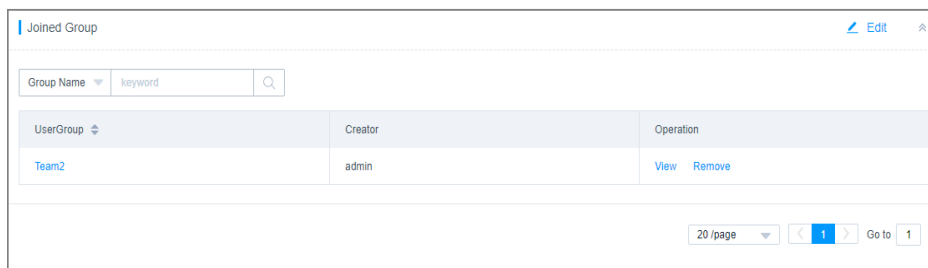 Joined Group
Edit
Group Name keyword
UserGroup Creator Operation
Team2 admin View Remove
20 /page 1 Go to 1